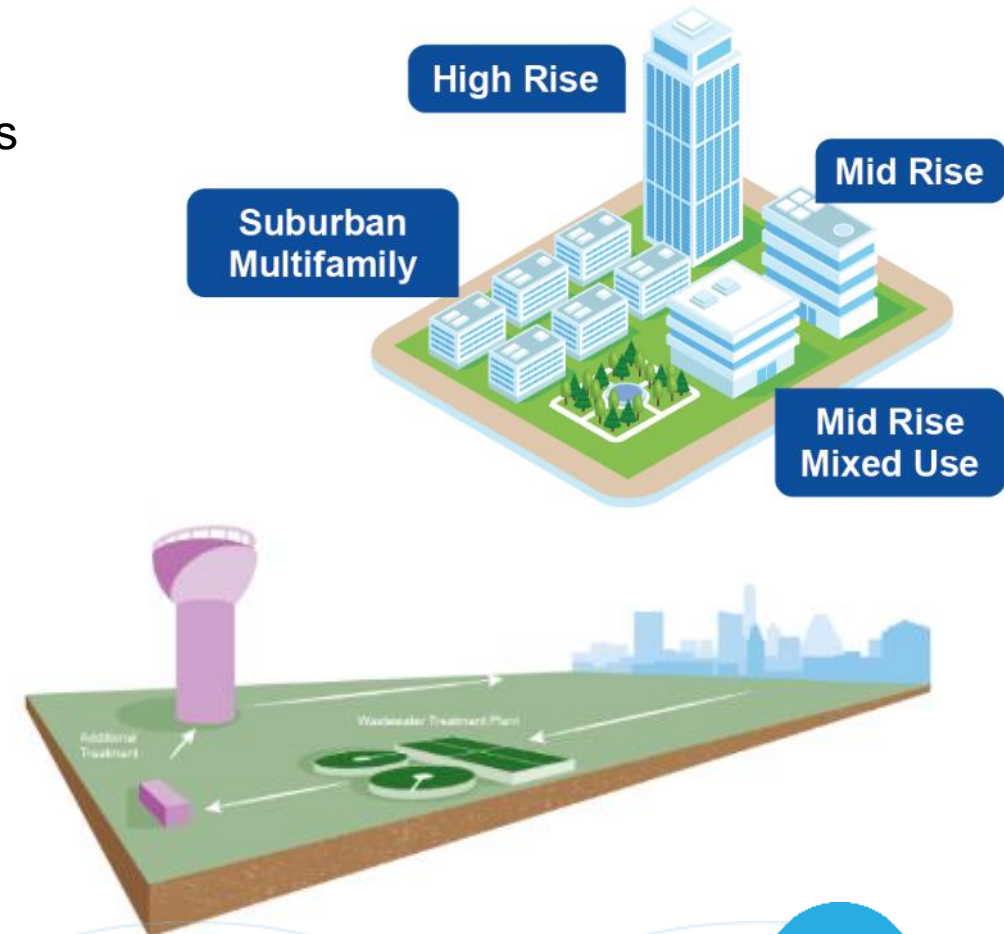 s
High Rise
Mid Rise
Suburban
Multifamily
Mid Rise
Mixed Use
Wastewater Treatment Plant
Additional
Treatment